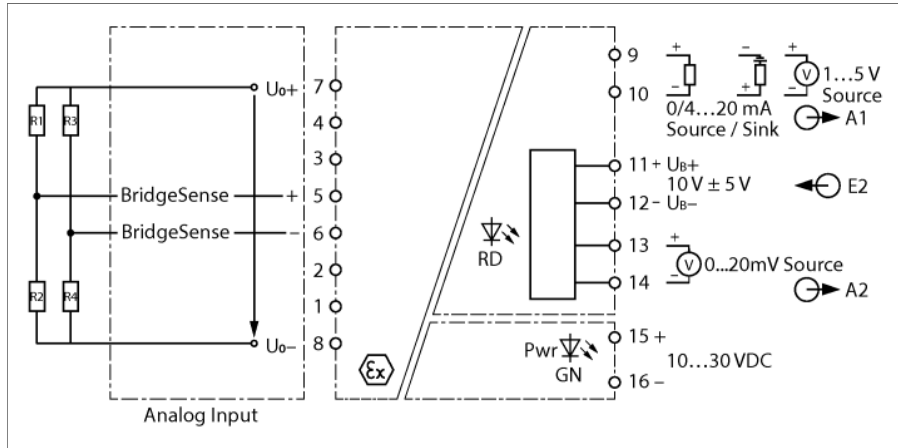 U₀+
7
R1
R3
4
3
BridgeSense
+
5
BridgeSense
−
6
2
R2
R4
1
U₀−
8
Analog Input
Ex
RD
Pwr
GN
9
10
+
−
−
+
+
−
V
1...5 V
Source
0/4...20 mA
Source / Sink
A1
11 + UB+
10 V ± 5 V
12 − UB−
E2
13
14
+
−
V
0...20mV Source
A2
15 +
10...30 VDC
16 −